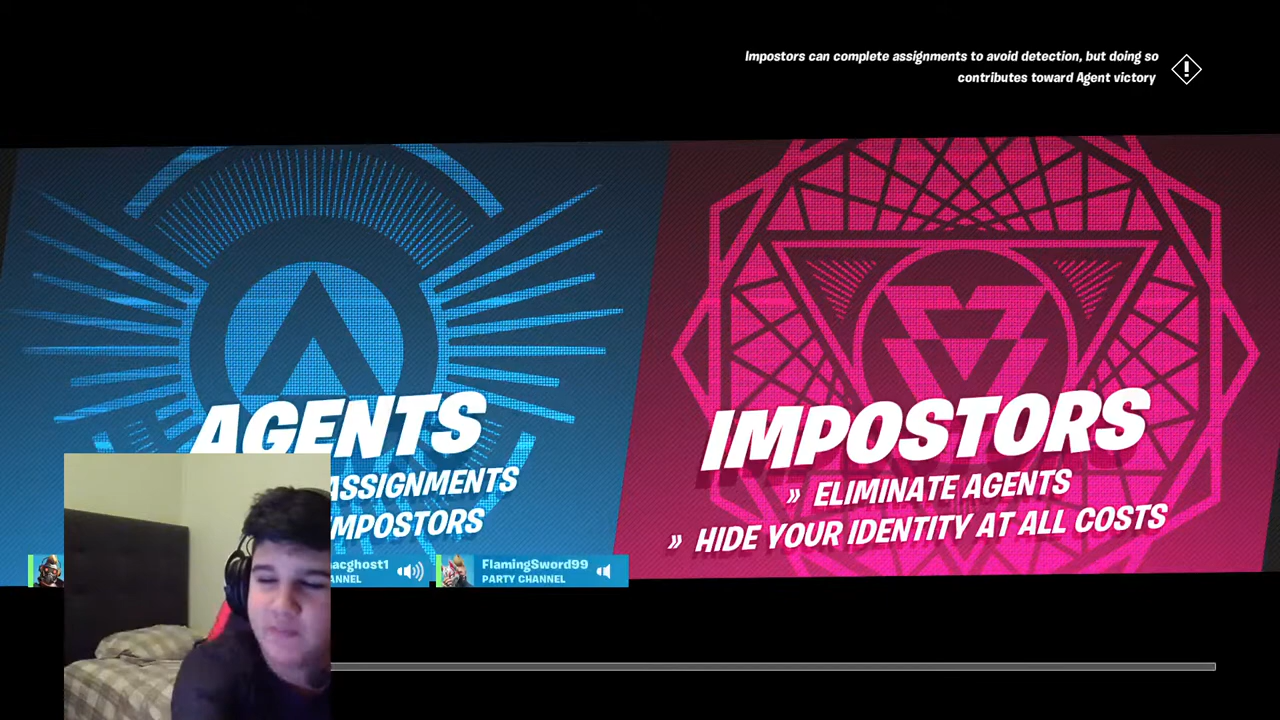 Impostors can complete assignments to avoid detection, but doing so
contributes toward Agent victory
AGENTS
ASSIGNMENTS
IMPOSTORS
IMPOSTORS
» ELIMINATE AGENTS
» HIDE YOUR IDENTITY AT ALL COSTS
acghost1
FlamingSword99
PARTY CHANNEL